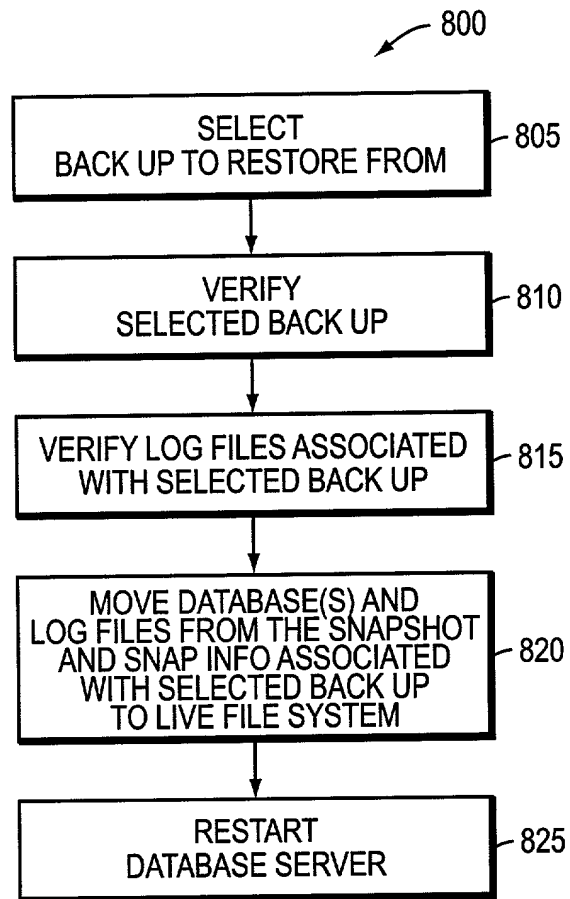 800
SELECT
BACK UP TO RESTORE FROM
805
VERIFY
SELECTED BACK UP
810
VERIFY LOG FILES ASSOCIATED
WITH SELECTED BACK UP
815
MOVE DATABASE(S) AND
LOG FILES FROM THE SNAPSHOT
AND SNAP INFO ASSOCIATED
WITH SELECTED BACK UP
TO LIVE FILE SYSTEM
820
RESTART
DATABASE SERVER
825